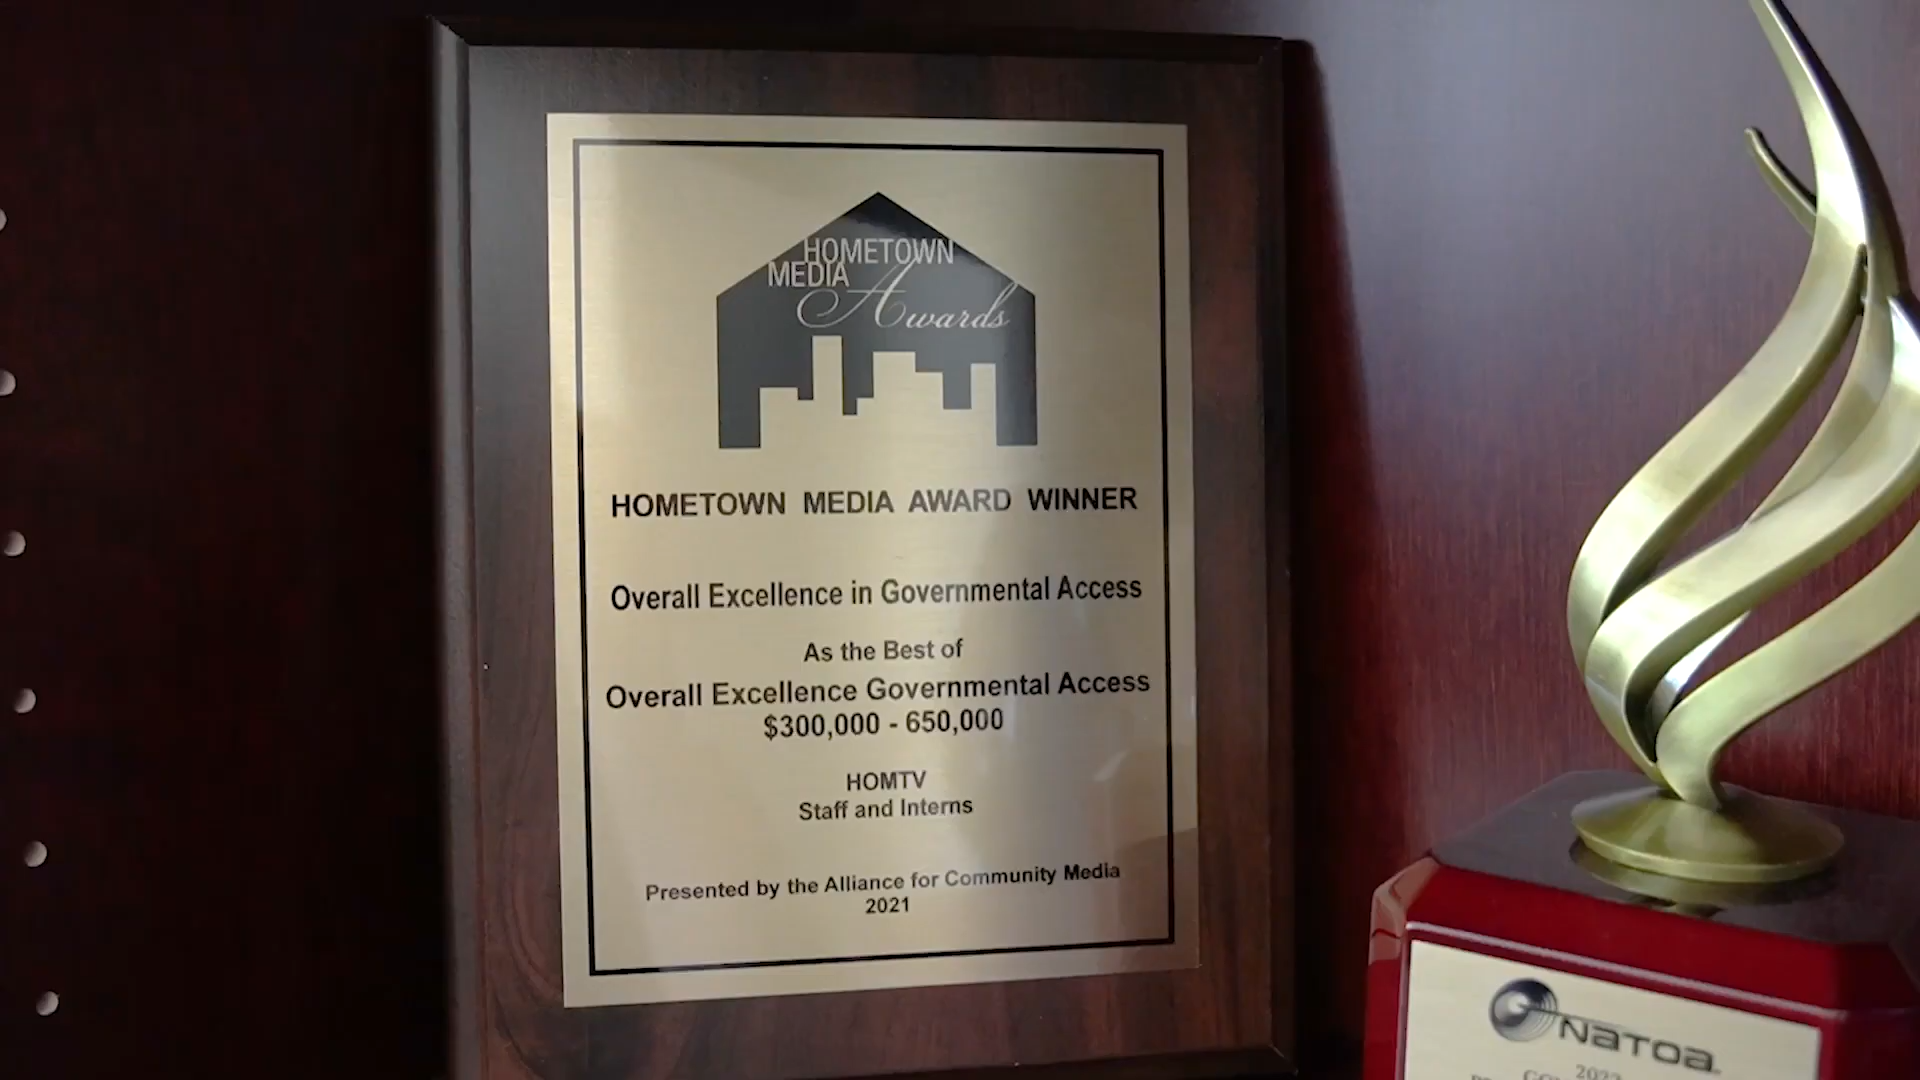 HOMETOWN
MEDIA
Awards
HOMETOWN MEDIA AWARD WINNER
Overall Excellence in Governmental Access
As the Best of
Overall Excellence Governmental Access
$300,000 - 650,000
HOMTV
Staff and Interns
Presented by the Alliance for Community Media
2021
NATOA